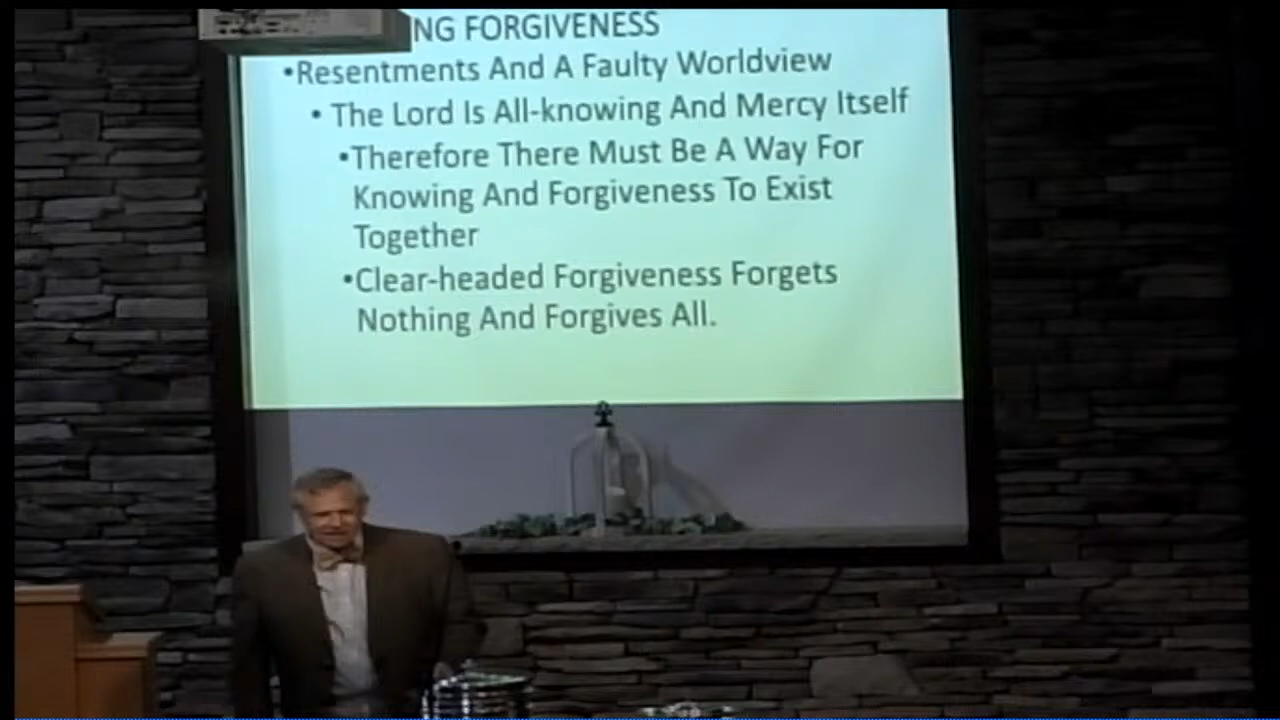 NG FORGIVENESS
•Resentments And A Faulty Worldview
• The Lord Is All-knowing And Mercy Itself
•Therefore There Must Be A Way For
Knowing And Forgiveness To Exist
Together
•Clear-headed Forgiveness Forgets
Nothing And Forgives All.